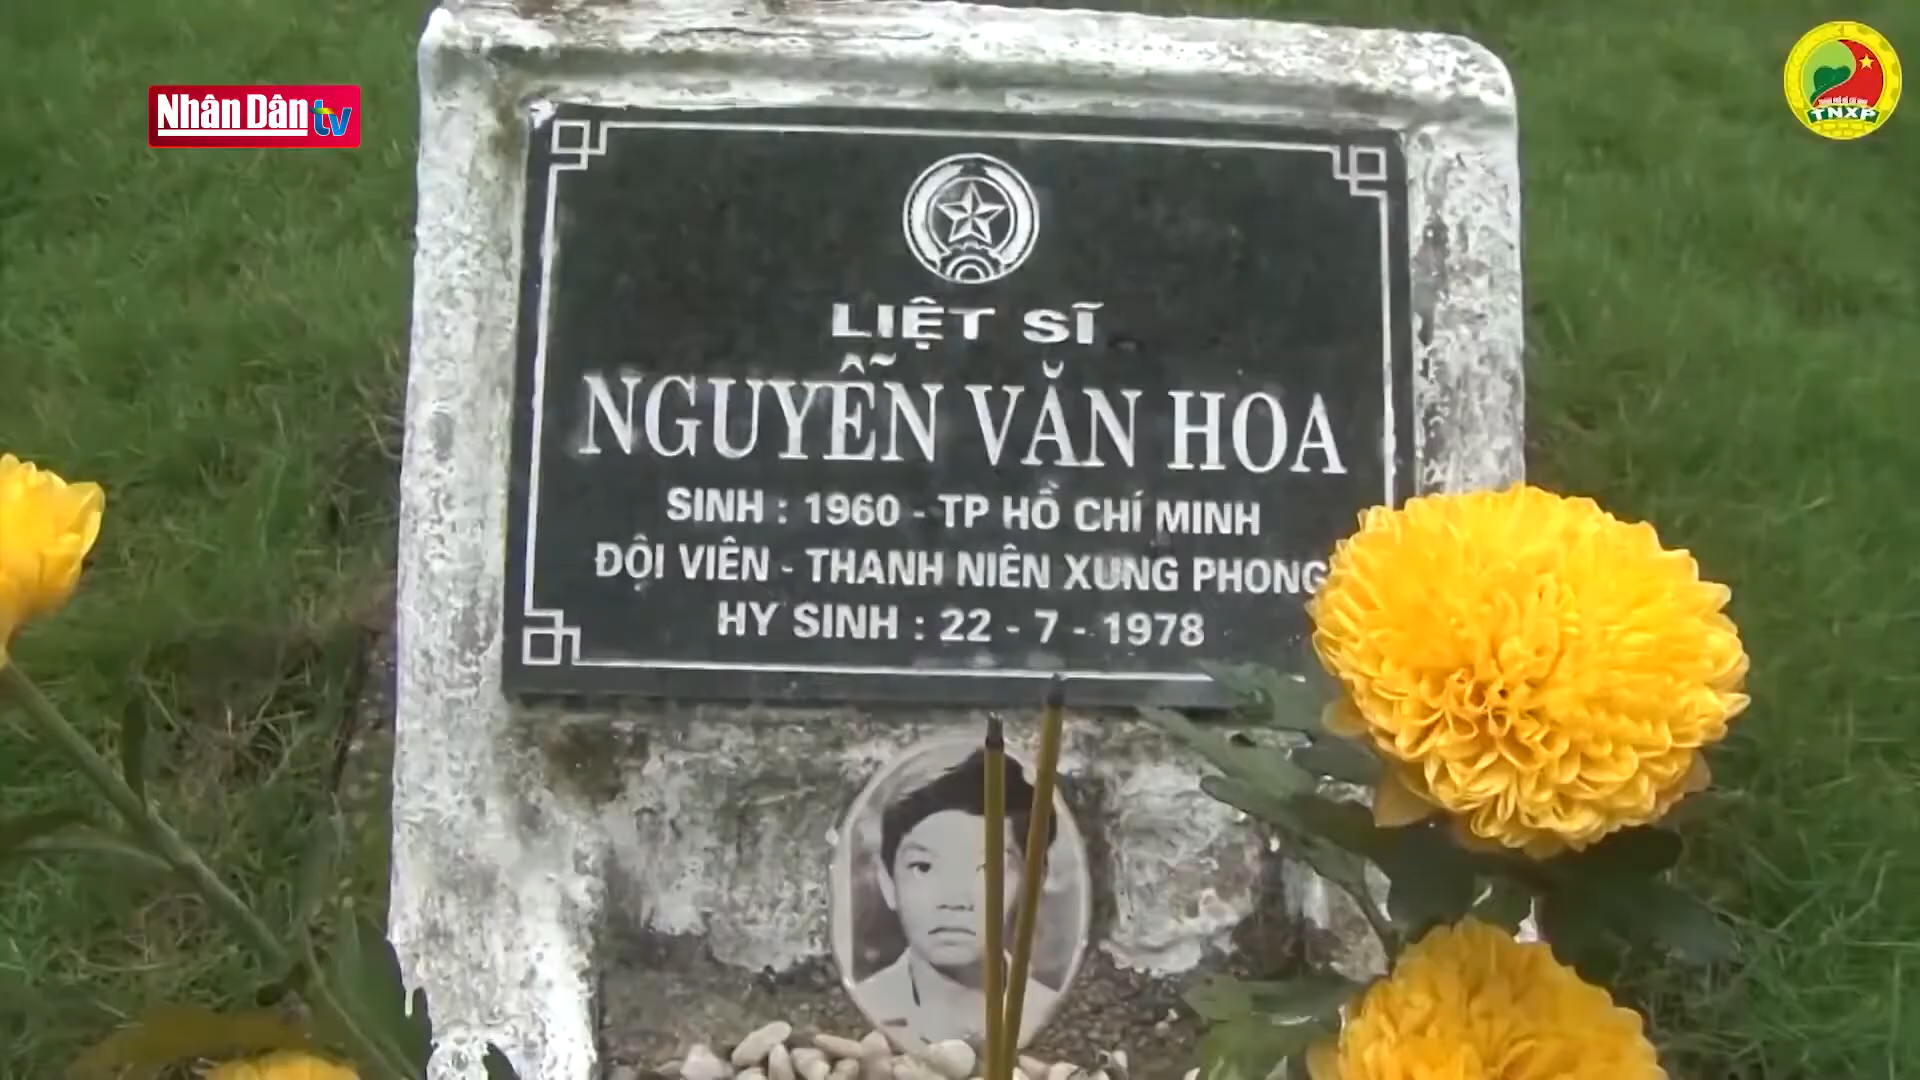 Nhân Dân tv
TNXP
LIỆT SĨ
NGUYỄN VĂN HOA
SINH : 1960 - TP HỒ CHÍ MINH
ĐỘI VIÊN - THANH NIÊN XUNG PHONG
HY SINH : 22 - 7 - 1978